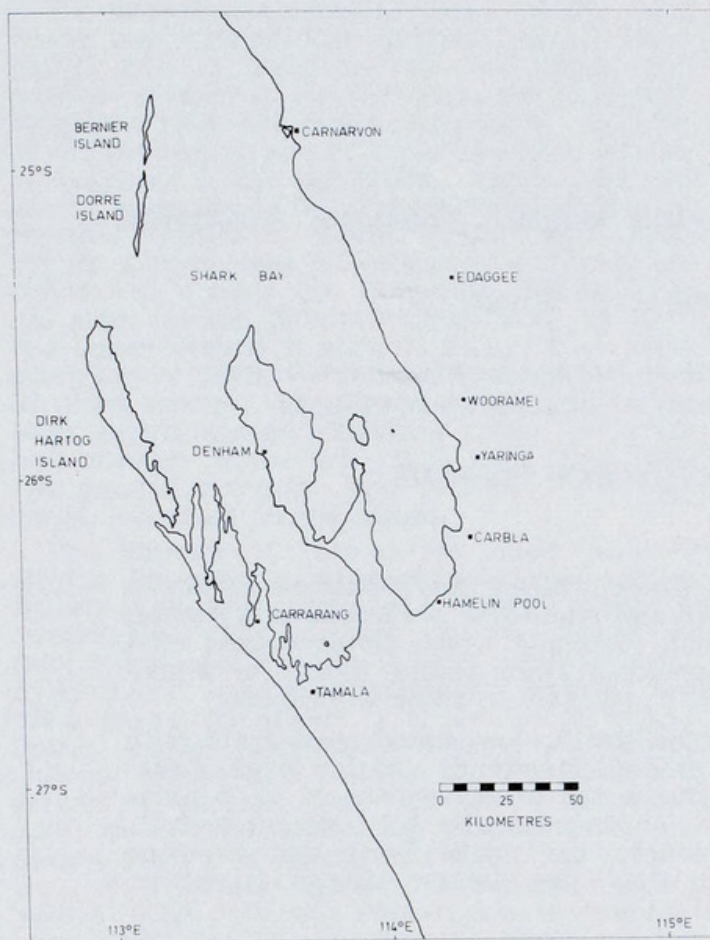 BERNIER
ISLAND
CARNARVON
25°S
DORRE
ISLAND
SHARK BAY
EDAGGEE
WOORAMEL
DIRK
HARTOG
ISLAND
DENHAM
YARINGA
26°S
CARBLA
HAMELIN POOL
CARRARANG
TAMALA
27°S
0 25 50
KILOMETRES
113°E 114°E 115°E